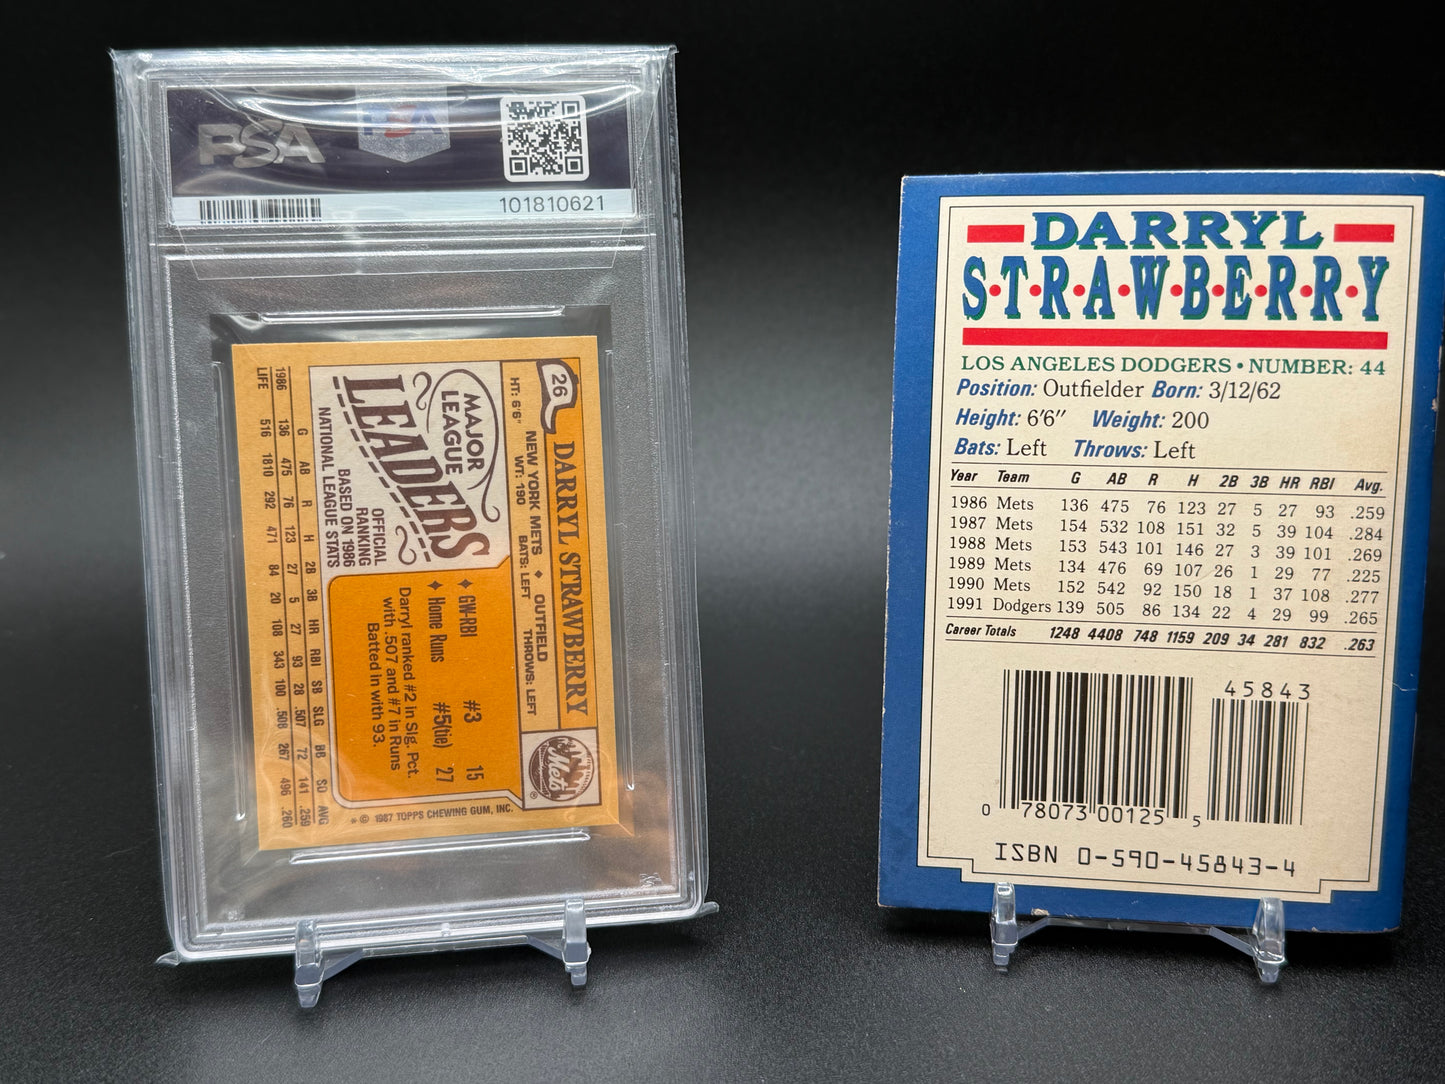 PSA
PSA
101810621
26
DARRYL STRAWBERRY
NEW YORK METS ♦ OUTFIELD
HT: 6'6" WT: 190 BATS: LEFT THROWS: LEFT
Mets
®
MAJOR
LEAGUE
LEADERS
OFFICIAL
RANKING
BASED ON 1986
NATIONAL LEAGUE STATS
♦ GW-RBI #3 15
♦ Home Runs #5(tie) 27
Darryl ranked #2 in Slg. Pct.
with .507 and #7 in Runs
Batted in with 93.
G AB R H 2B 3B HR RBI SB SLG BB SO AVG
1986 136 475 76 123 27 5 27 93 28 .507 72 141 .259
LIFE 516 1810 292 471 84 20 108 343 100 .508 267 496 .260
* © 1987 TOPPS CHEWING GUM, INC.
DARRYL
S•T•R•A•W•B•E•R•R•Y
LOS ANGELES DODGERS • NUMBER: 44
Position: Outfielder Born: 3/12/62
Height: 6'6" Weight: 200
Bats: Left Throws: Left
Year Team G AB R H 2B 3B HR RBI Avg.
1986 Mets 136 475 76 123 27 5 27 93 .259
1987 Mets 154 532 108 151 32 5 39 104 .284
1988 Mets 153 543 101 146 27 3 39 101 .269
1989 Mets 134 476 69 107 26 1 29 77 .225
1990 Mets 152 542 92 150 18 1 37 108 .277
1991 Dodgers 139 505 86 134 22 4 29 99 .265
Career Totals 1248 4408 748 1159 209 34 281 832 .263
45843
0 78073 00125 5
ISBN 0-590-45843-4